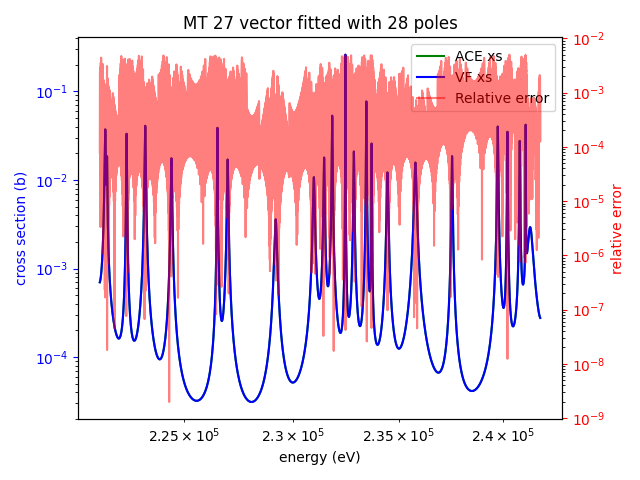 MT 27 vector fitted with 28 poles
ACE xs
VF xs
Relative error
cross section (b)
10⁻¹
10⁻²
10⁻³
10⁻⁴
relative error
10⁻²
10⁻³
10⁻⁴
10⁻⁵
10⁻⁶
10⁻⁷
10⁻⁸
10⁻⁹
2.25 × 10⁵
2.3 × 10⁵
2.35 × 10⁵
2.4 × 10⁵
energy (eV)